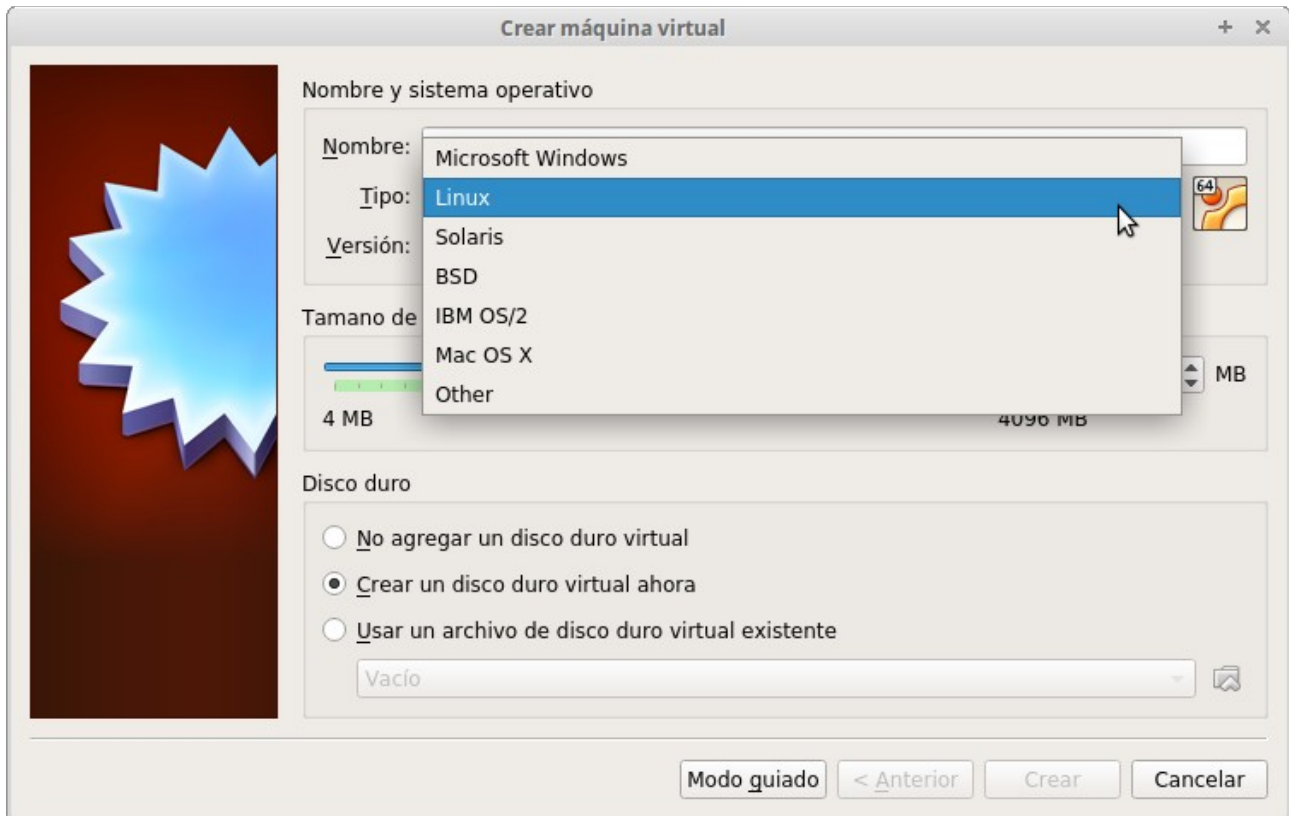 Crear máquina virtual
Nombre y sistema operativo
Nombre:
Microsoft Windows
Tipo:
Linux
64
Versión:
Solaris
BSD
IBM OS/2
Tamano de
Mac OS X
MB
Other
4 MB
4096 MB
Disco duro
No agregar un disco duro virtual
Crear un disco duro virtual ahora
Usar un archivo de disco duro virtual existente
Vacío
Modo guiado < Anterior Crear Cancelar